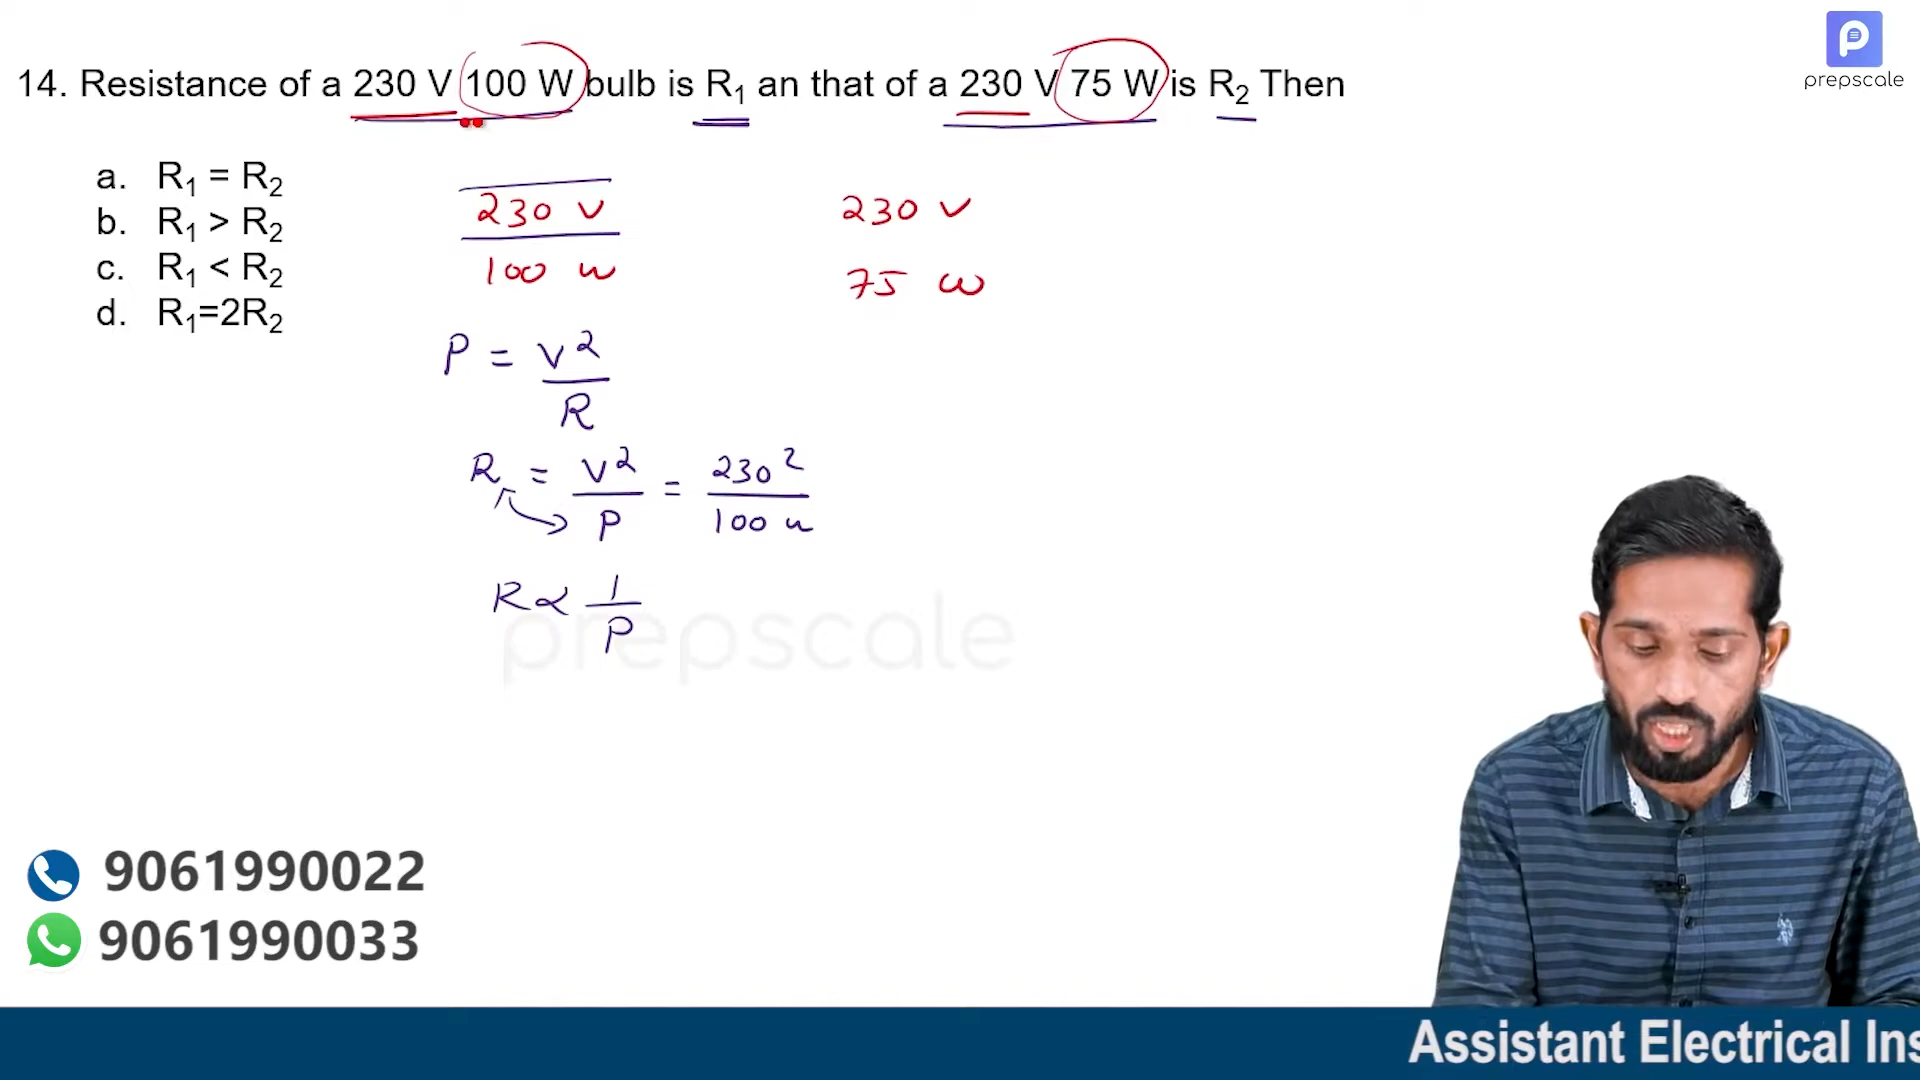 14. Resistance of a 230 V 100 W bulb is R₁ an that of a 230 V 75 W is R₂ Then
prepscale
a. R₁ = R₂
b. R₁ > R₂
c. R₁ < R₂
d. R₁=2R₂
230 V
100 W
230 V
75 W
P = V²/R
R = V²/P = 230²/100 W
R ∝ 1/P
prepscale
9061990022
9061990033
Assistant Electrical Ins